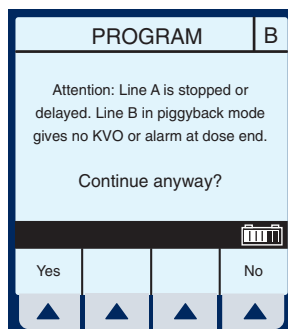 PROGRAM B
Attention: Line A is stopped or
delayed. Line B in piggyback mode
gives no KVO or alarm at dose end.
Continue anyway?
Yes No